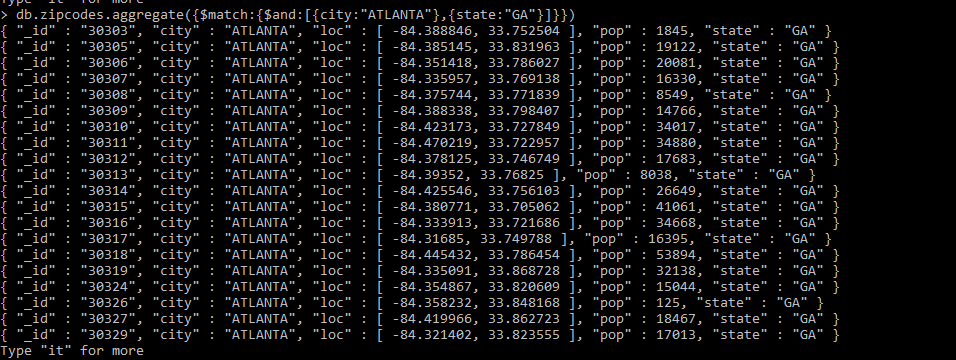 Type "it" for more
> db.zipcodes.aggregate({$match:{$and:[{city:"ATLANTA"},{state:"GA"}]}})
{ "_id" : "30303", "city" : "ATLANTA", "loc" : [ -84.388846, 33.752504 ], "pop" : 1845, "state" : "GA" }
{ "_id" : "30305", "city" : "ATLANTA", "loc" : [ -84.385145, 33.831963 ], "pop" : 19122, "state" : "GA" }
{ "_id" : "30306", "city" : "ATLANTA", "loc" : [ -84.351418, 33.786027 ], "pop" : 20081, "state" : "GA" }
{ "_id" : "30307", "city" : "ATLANTA", "loc" : [ -84.335957, 33.769138 ], "pop" : 16330, "state" : "GA" }
{ "_id" : "30308", "city" : "ATLANTA", "loc" : [ -84.375744, 33.771839 ], "pop" : 8549, "state" : "GA" }
{ "_id" : "30309", "city" : "ATLANTA", "loc" : [ -84.388338, 33.798407 ], "pop" : 14766, "state" : "GA" }
{ "_id" : "30310", "city" : "ATLANTA", "loc" : [ -84.423173, 33.727849 ], "pop" : 34017, "state" : "GA" }
{ "_id" : "30311", "city" : "ATLANTA", "loc" : [ -84.470219, 33.722957 ], "pop" : 34880, "state" : "GA" }
{ "_id" : "30312", "city" : "ATLANTA", "loc" : [ -84.378125, 33.746749 ], "pop" : 17683, "state" : "GA" }
{ "_id" : "30313", "city" : "ATLANTA", "loc" : [ -84.39352, 33.76825 ], "pop" : 8038, "state" : "GA" }
{ "_id" : "30314", "city" : "ATLANTA", "loc" : [ -84.425546, 33.756103 ], "pop" : 26649, "state" : "GA" }
{ "_id" : "30315", "city" : "ATLANTA", "loc" : [ -84.380771, 33.705062 ], "pop" : 41061, "state" : "GA" }
{ "_id" : "30316", "city" : "ATLANTA", "loc" : [ -84.333913, 33.721686 ], "pop" : 34668, "state" : "GA" }
{ "_id" : "30317", "city" : "ATLANTA", "loc" : [ -84.31685, 33.749788 ], "pop" : 16395, "state" : "GA" }
{ "_id" : "30318", "city" : "ATLANTA", "loc" : [ -84.445432, 33.786454 ], "pop" : 53894, "state" : "GA" }
{ "_id" : "30319", "city" : "ATLANTA", "loc" : [ -84.335091, 33.868728 ], "pop" : 32138, "state" : "GA" }
{ "_id" : "30324", "city" : "ATLANTA", "loc" : [ -84.354867, 33.820609 ], "pop" : 15044, "state" : "GA" }
{ "_id" : "30326", "city" : "ATLANTA", "loc" : [ -84.358232, 33.848168 ], "pop" : 125, "state" : "GA" }
{ "_id" : "30327", "city" : "ATLANTA", "loc" : [ -84.419966, 33.862723 ], "pop" : 18467, "state" : "GA" }
{ "_id" : "30329", "city" : "ATLANTA", "loc" : [ -84.321402, 33.823555 ], "pop" : 17013, "state" : "GA" }
Type "it" for more